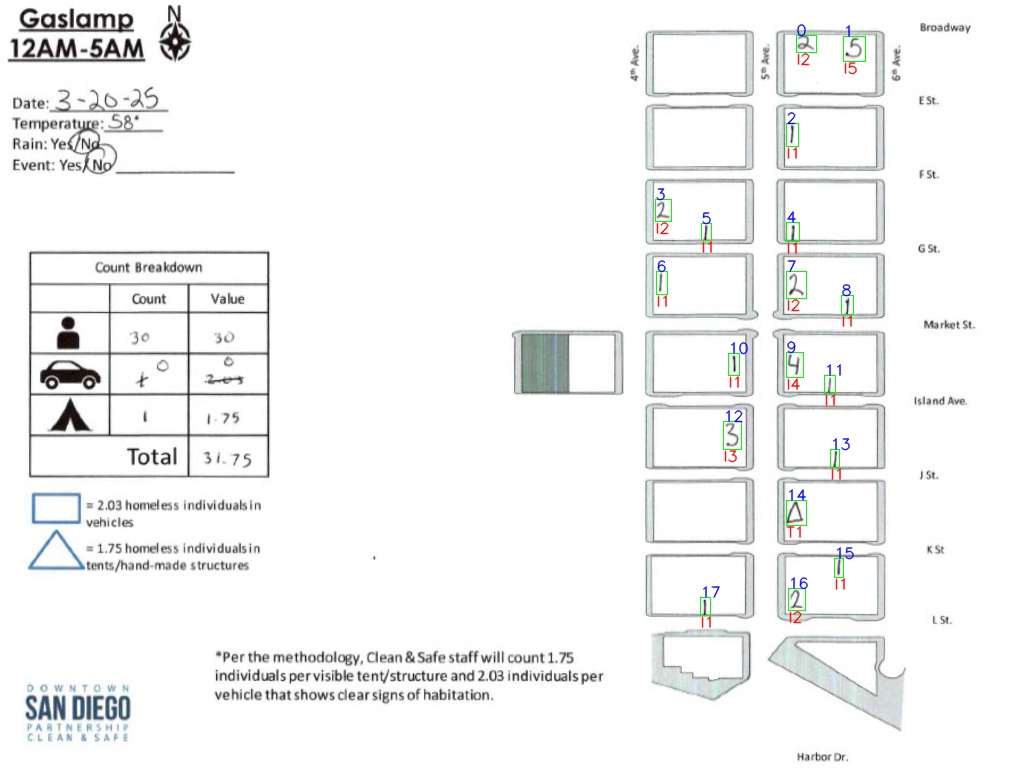 Gaslamp
12AM-5AM
N
Date: 3-20-25
Temperature: 58°
Rain: Yes/No
Event: Yes/No
Count Breakdown
Count Value
30 30
1 0 0 2.03
1 1.75
Total 31.75
= 2.03 homeless individuals in
vehicles
= 1.75 homeless individuals in
tents/hand-made structures
*Per the methodology, Clean & Safe staff will count 1.75
individuals per visible tent/structure and 2.03 individuals per
vehicle that shows clear signs of habitation.
DOWNTOWN
SAN DIEGO
PARTNERSHIP
CLEAN & SAFE
4th Ave.
5th Ave.
6th Ave.
Broadway
0 1
2 5
I2 I5
E St.
2
1
I1
F St.
3
2
I2
5
1
I1
4
1
I1
G St.
6
1
I1
7
2
I2
8
1
I1
Market St.
10
1
I1
9
4
I4
11
1
I1
Island Ave.
12
3
I3
13
1
I1
J St.
14
T1
K St
15
1
I1
16
2
I2
17
1
I1
L St.
Harbor Dr.